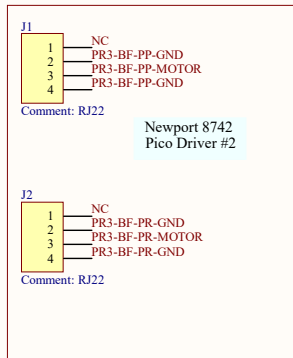 J1
1 NC
2 PR3-BF-PP-GND
3 PR3-BF-PP-MOTOR
4 PR3-BF-PP-GND
Comment: RJ22
Newport 8742
Pico Driver #2
J2
1 NC
2 PR3-BF-PR-GND
3 PR3-BF-PR-MOTOR
4 PR3-BF-PR-GND
Comment: RJ22